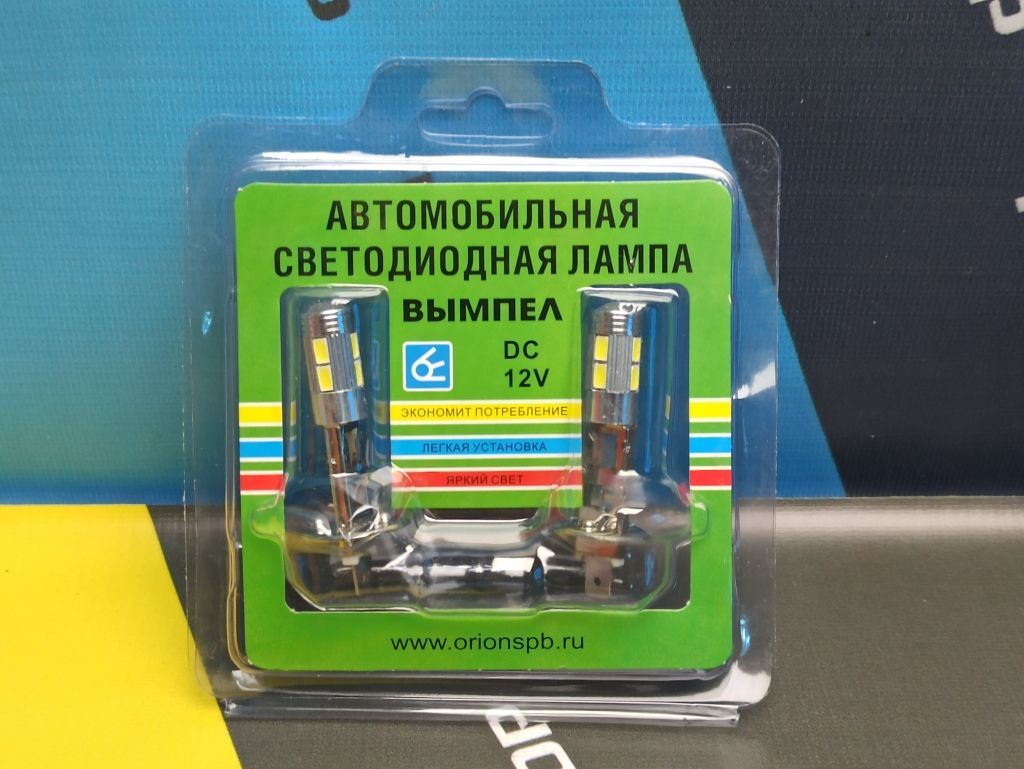 АВТОМОБИЛЬНАЯ
СВЕТОДИОДНАЯ ЛАМПА
ВЫМПЕЛ
DC
12V
ЭКОНОМИТ ПОТРЕБЛЕНИЕ
ЛЕГКАЯ УСТАНОВКА
ЯРКИЙ СВЕТ
www.orionspb.ru